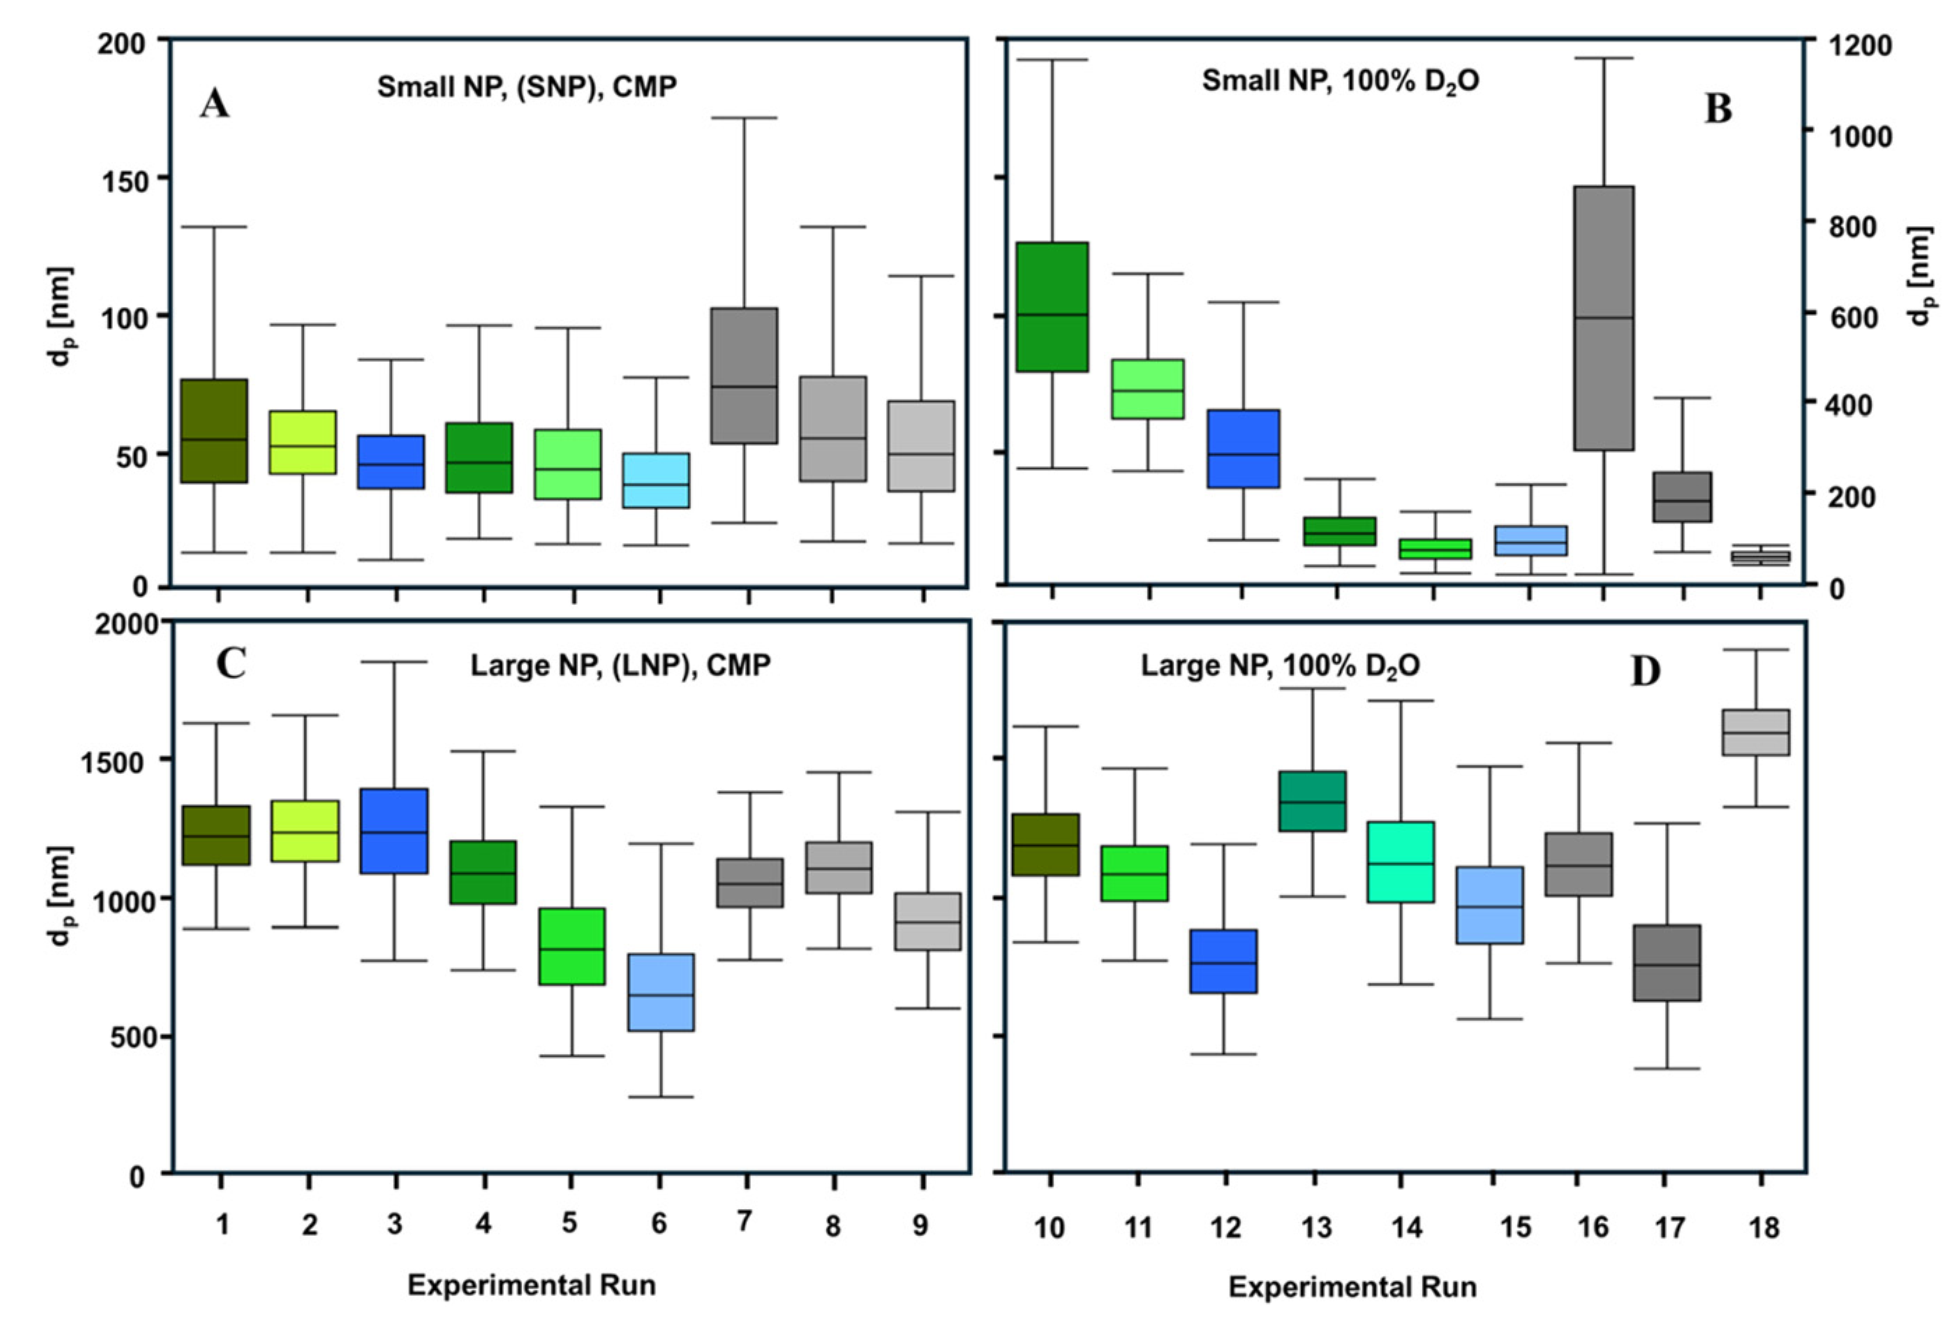 200
150
100
50
0
d_p [nm]
A
Small NP, (SNP), CMP
Small NP, 100% D₂O
B
1200
1000
800
600
400
200
0
d_p [nm]
2000
1500
1000
500
0
d_p [nm]
C
Large NP, (LNP), CMP
Large NP, 100% D₂O
D
1 2 3 4 5 6 7 8 9
Experimental Run
10 11 12 13 14 15 16 17 18
Experimental Run